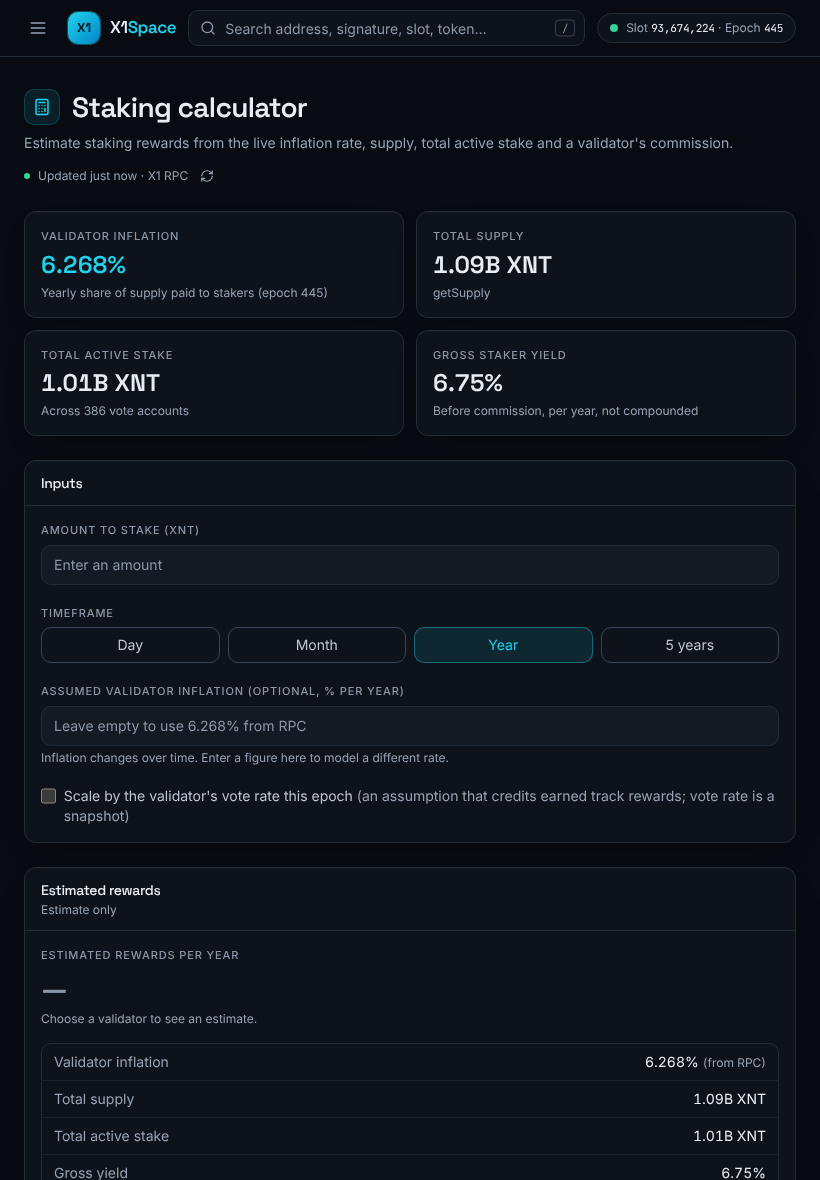 X1 X1Space Search address, signature, slot, token... / Slot 93,674,224 · Epoch 445
Staking calculator
Estimate staking rewards from the live inflation rate, supply, total active stake and a validator's commission.
Updated just now · X1 RPC
VALIDATOR INFLATION
6.268%
Yearly share of supply paid to stakers (epoch 445)
TOTAL SUPPLY
1.09B XNT
getSupply
TOTAL ACTIVE STAKE
1.01B XNT
Across 386 vote accounts
GROSS STAKER YIELD
6.75%
Before commission, per year, not compounded
Inputs
AMOUNT TO STAKE (XNT)
Enter an amount
TIMEFRAME
Day Month Year 5 years
ASSUMED VALIDATOR INFLATION (OPTIONAL, % PER YEAR)
Leave empty to use 6.268% from RPC
Inflation changes over time. Enter a figure here to model a different rate.
Scale by the validator's vote rate this epoch (an assumption that credits earned track rewards; vote rate is a
snapshot)
Estimated rewards
Estimate only
ESTIMATED REWARDS PER YEAR
—
Choose a validator to see an estimate.
Validator inflation 6.268% (from RPC)
Total supply 1.09B XNT
Total active stake 1.01B XNT
Gross yield 6.75%